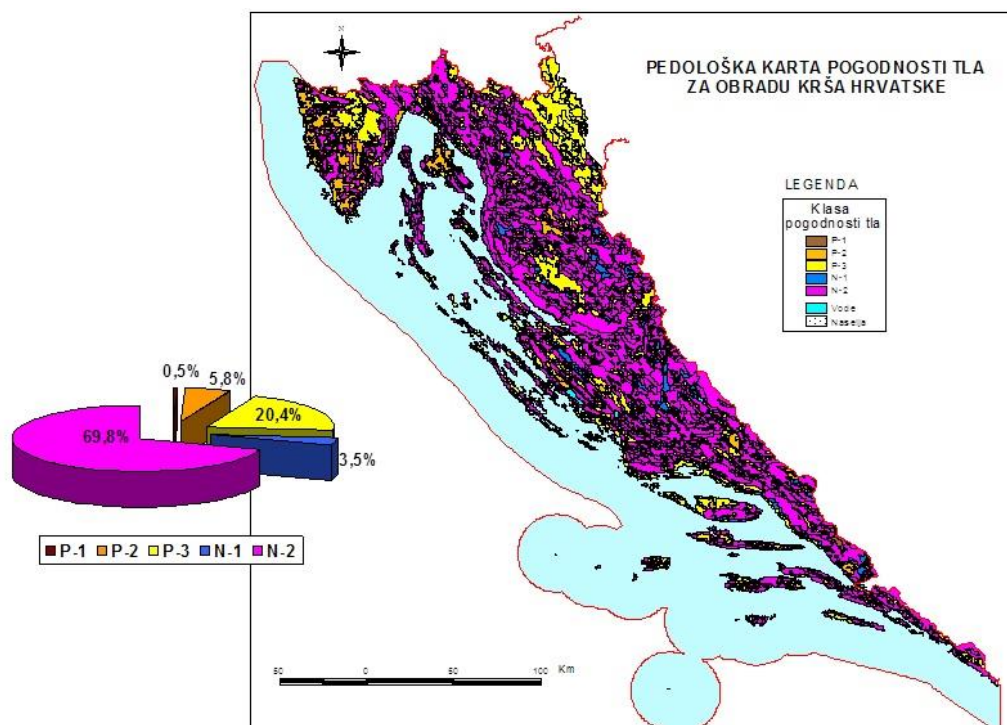 N
PEDOLOŠKA KARTA POGODNOSTI TLA
ZA OBRADU KRŠA HRVATSKE
LEGENDA
Klasa
pogodnosti tla
P-1
P-2
P-3
N-1
N-2
Vode
Naselja
0,5%
5,8%
20,4%
69,8%
3,5%
P-1 P-2 P-3 N-1 N-2
50 0 50 100 Km